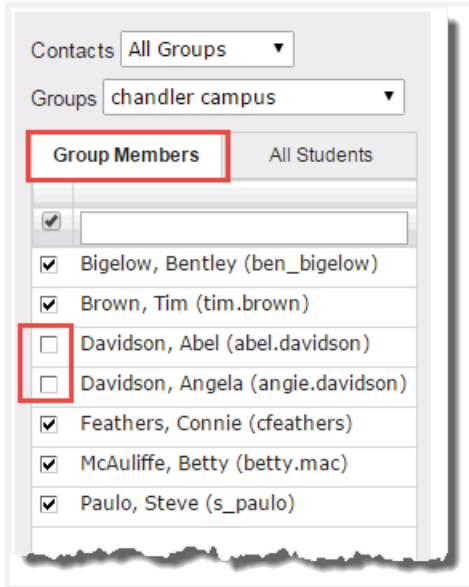 Contacts All Groups
Groups chandler campus
Group Members All Students
Bigelow, Bentley (ben_bigelow)
Brown, Tim (tim.brown)
Davidson, Abel (abel.davidson)
Davidson, Angela (angie.davidson)
Feathers, Connie (cfeathers)
McAuliffe, Betty (betty.mac)
Paulo, Steve (s_paulo)